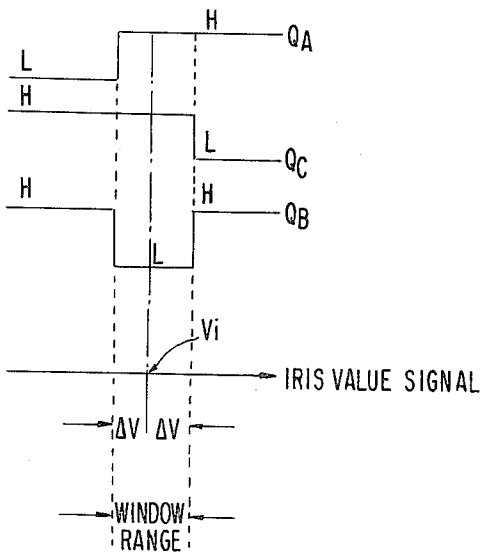 H
QA
L
H
L
QC
H
H
QB
L
Vi
IRIS VALUE SIGNAL
ΔV ΔV
WINDOW
RANGE